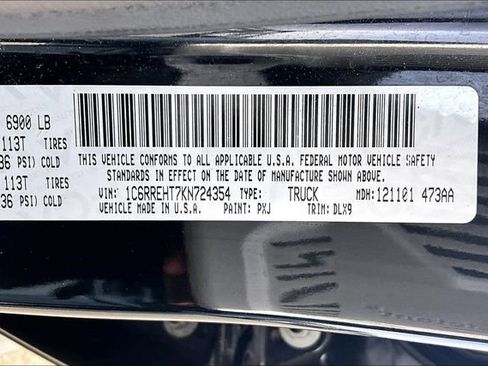 6900 LB
113T TIRES
36 PSI) COLD
113T TIRES
36 PSI) COLD
THIS VEHICLE CONFORMS TO ALL APPLICABLE U.S.A. FEDERAL MOTOR VEHICLE SAFETY
STANDARDS IN EFFECT ON THE DATE OF MANUFACTURE SHOWN ABOVE.
VIN: 1C6RREHT7KN724354 TYPE: TRUCK MDH: 121101 473AA
VEHICLE MADE IN U.S.A. PAINT: PXJ TRIM: DLX9